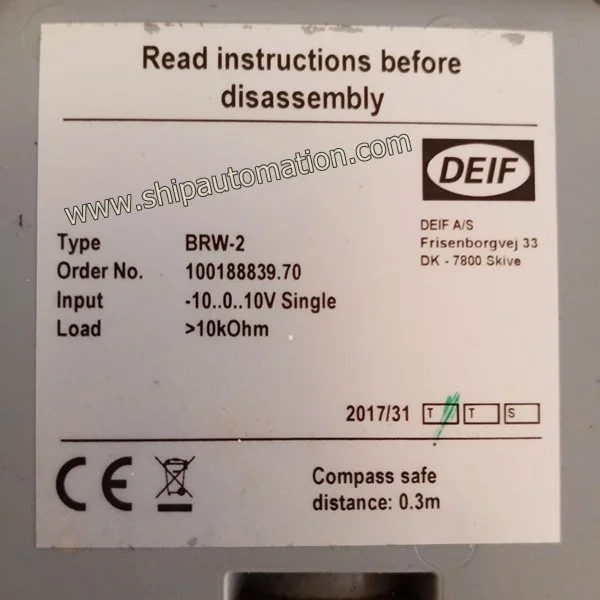 Read instructions before
disassembly
www.shipautomation.com
DEIF
DEIF A/S
Frisenborgvej 33
DK - 7800 Skive
Type BRW-2
Order No. 100188839.70
Input -10..0..10V Single
Load >10kOhm
2017/31 T T S
CE
Compass safe
distance: 0.3m